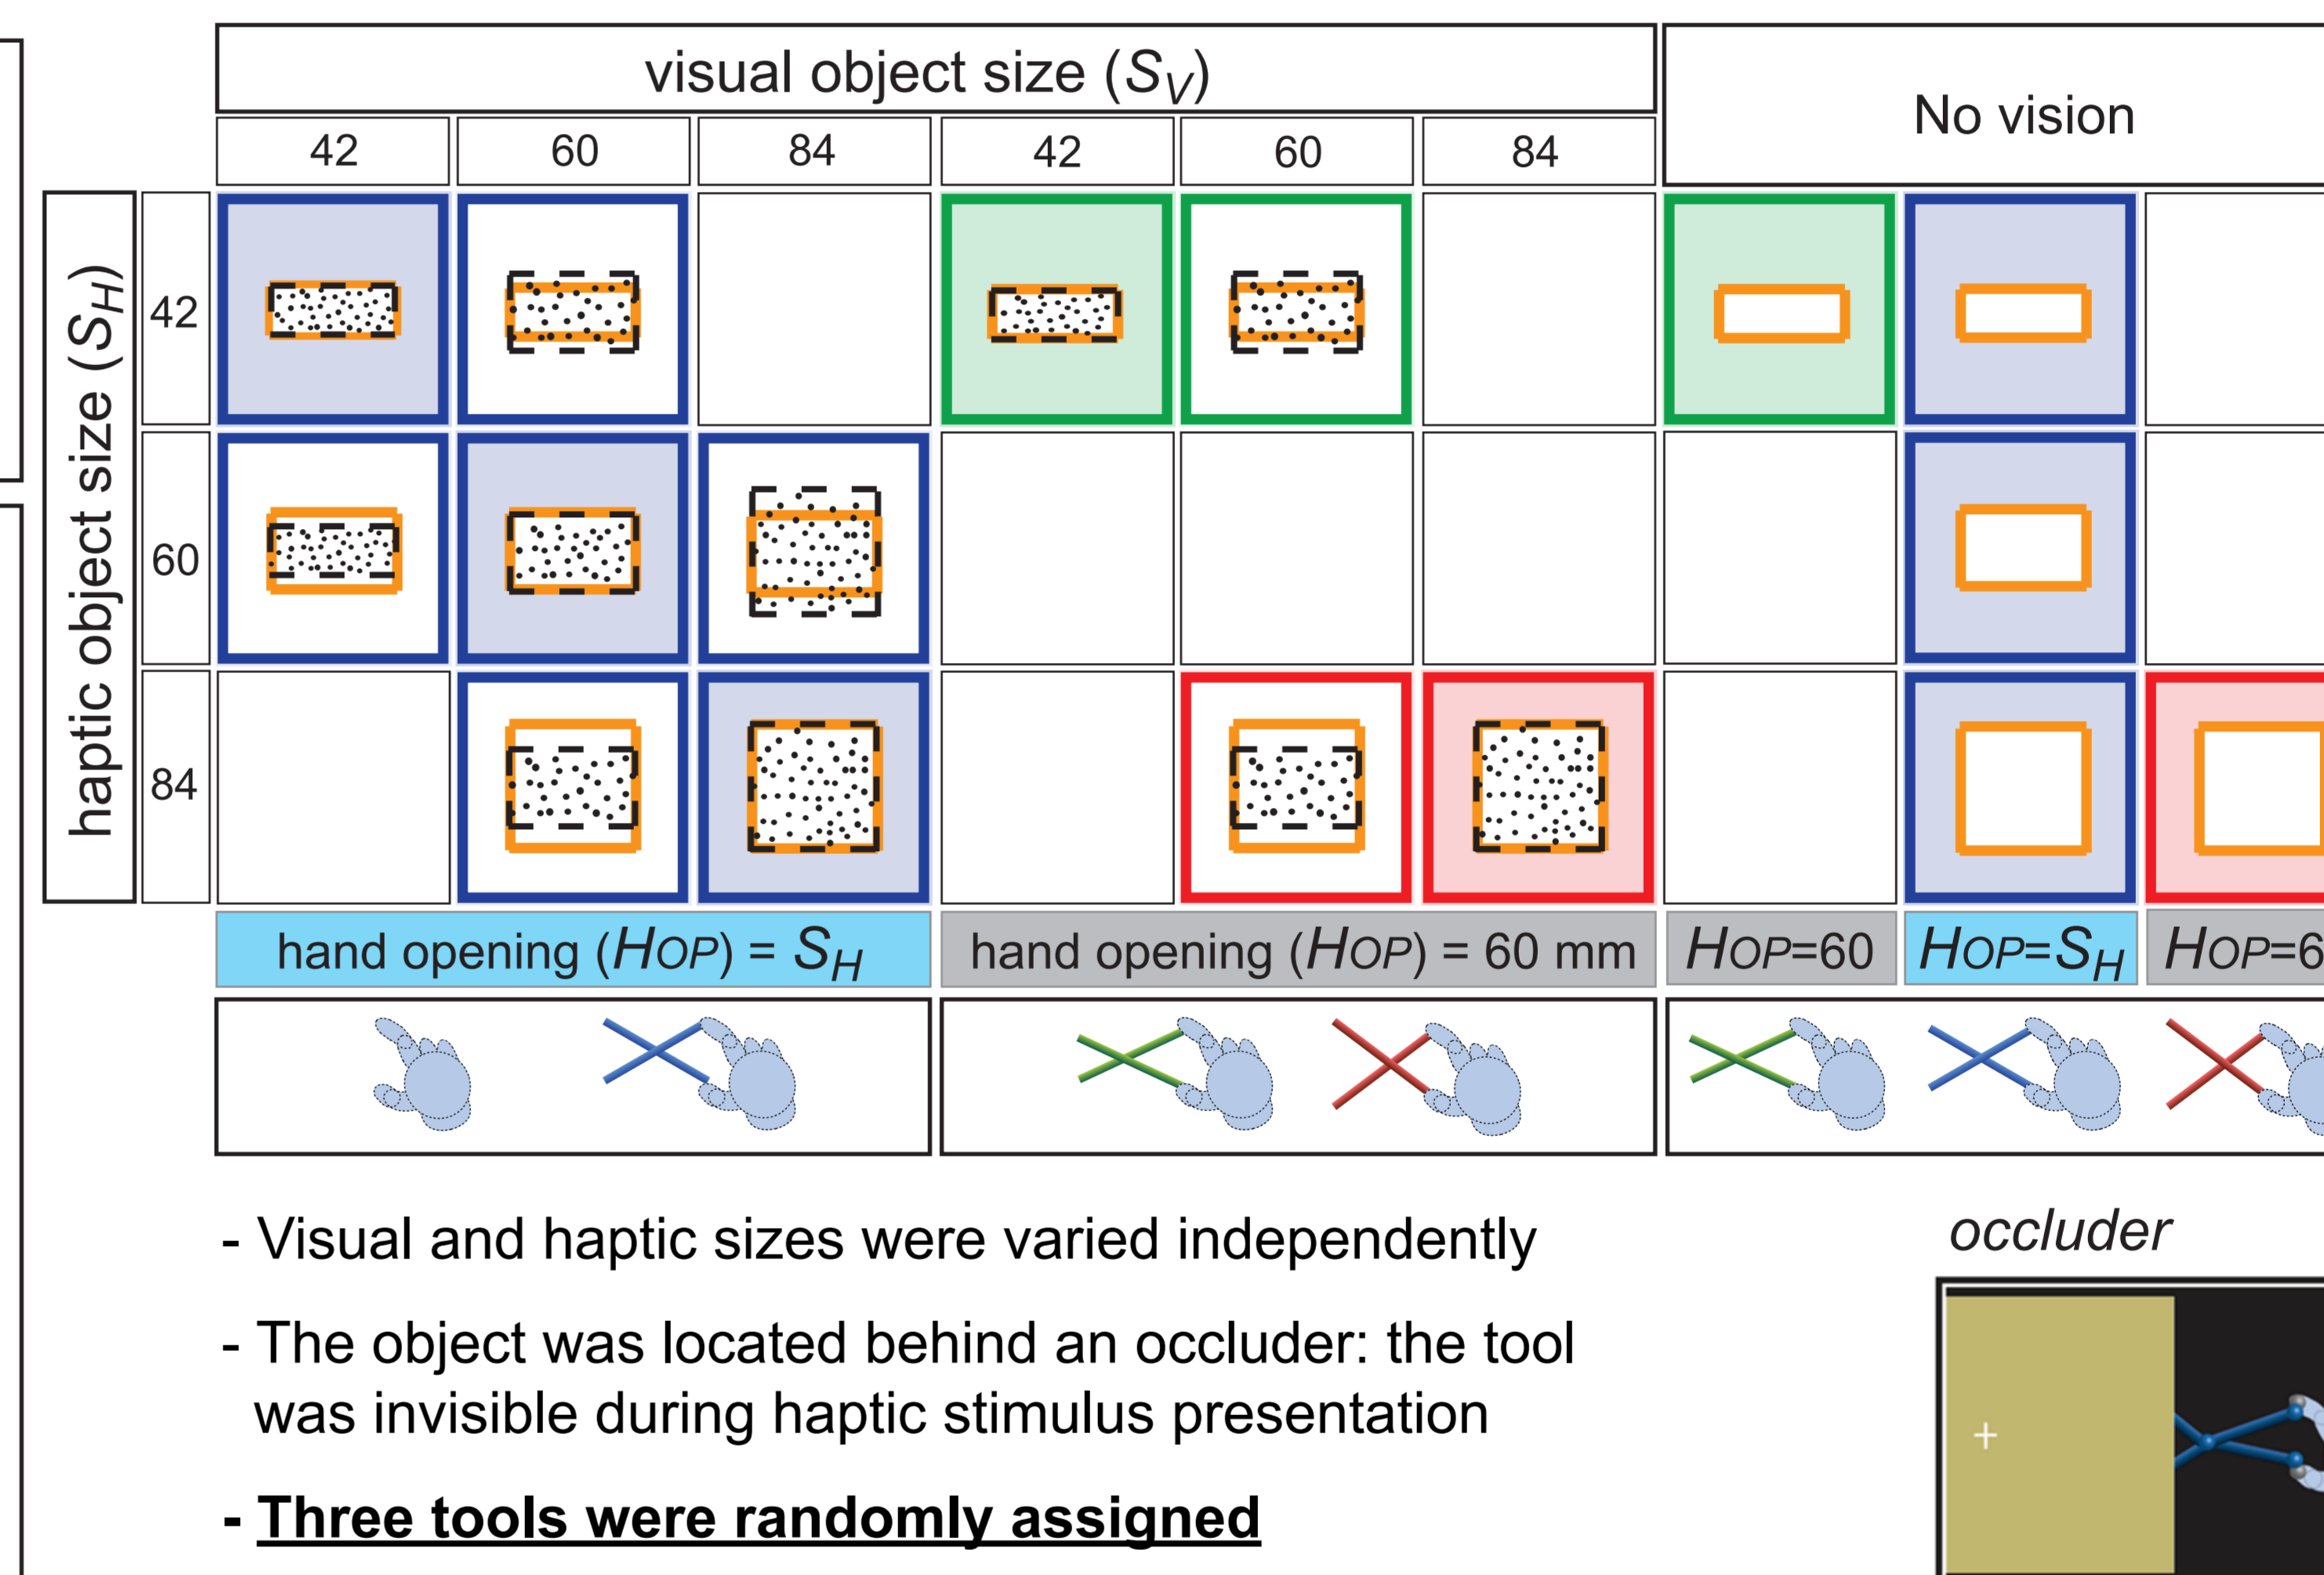 visual object size (SV)
No vision
42
60
84
42
60
84
haptic object size (SH)
42
60
84
hand opening (HOP) = SH
hand opening (HOP) = 60 mm
HOP=60
HOP=SH
HOP=6
- Visual and haptic sizes were varied independently
- The object was located behind an occluder: the tool
was invisible during haptic stimulus presentation
- Three tools were randomly assigned
occluder